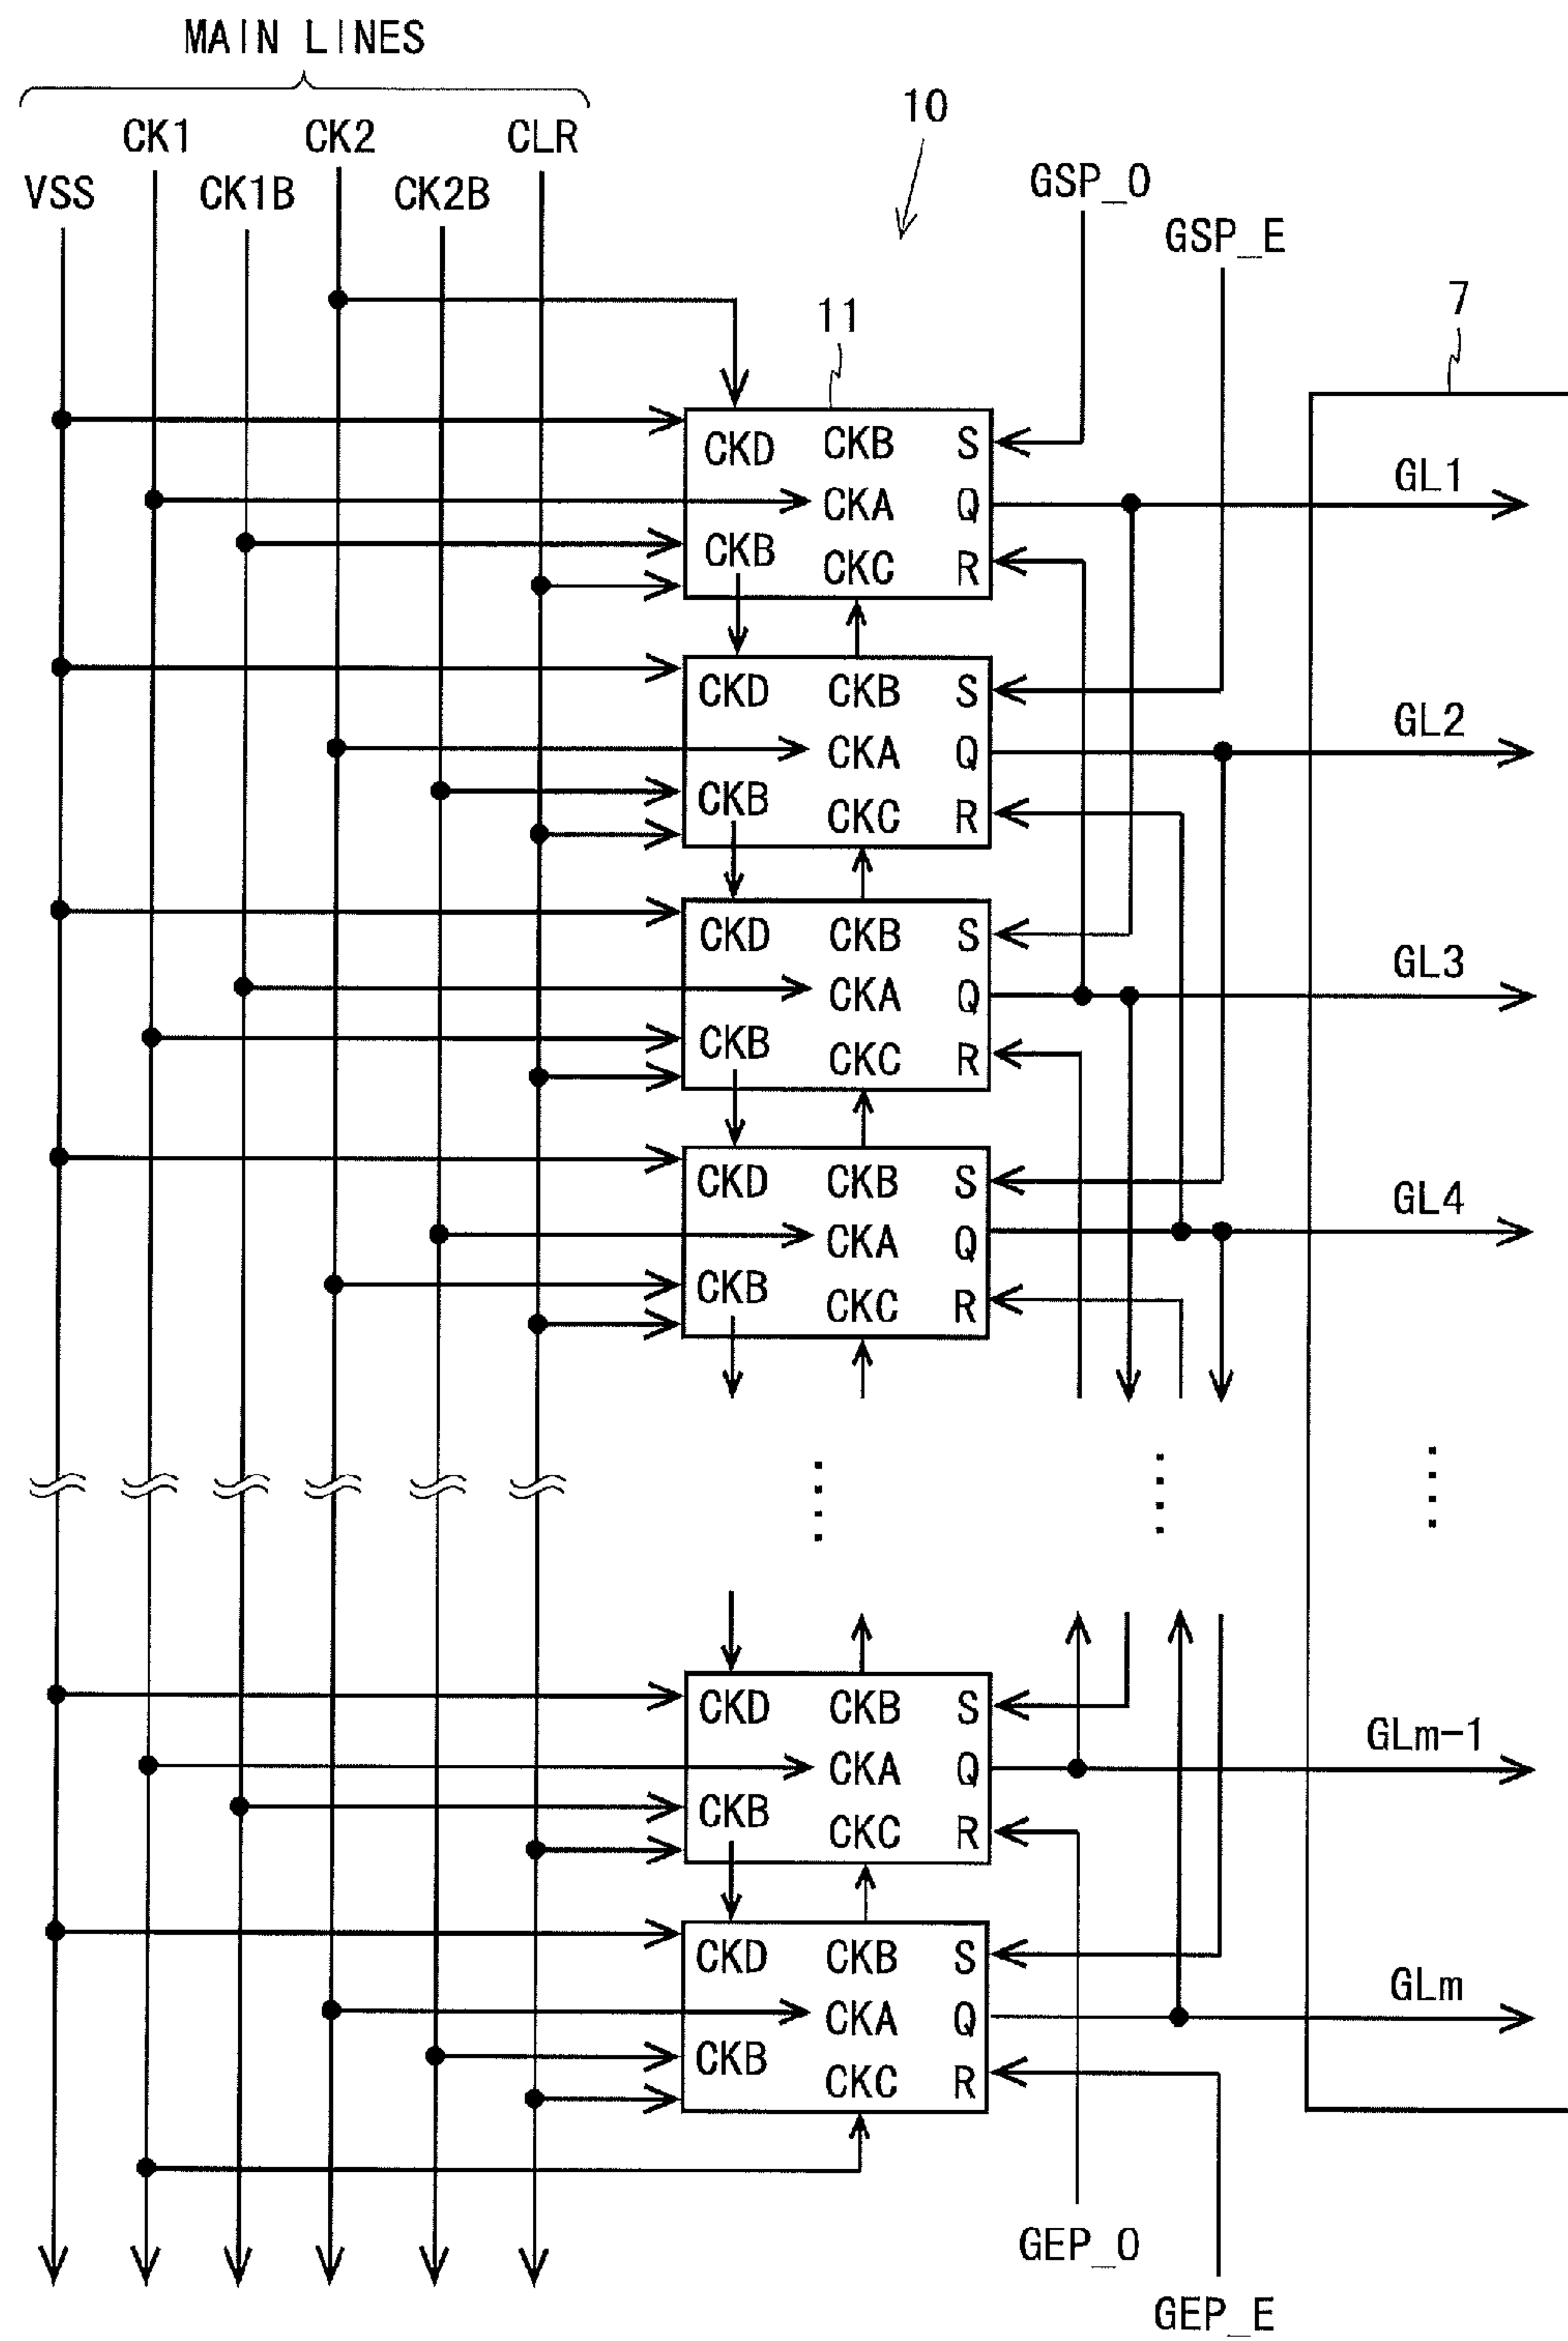 MAIN LINES
CK1 CK2 CLR
VSS CK1B CK2B
10
GSP_O
GSP_E
11
7
CKD CKB S
CKA Q
CKB CKC R
GL1
CKD CKB S
CKA Q
CKB CKC R
GL2
CKD CKB S
CKA Q
CKB CKC R
GL3
CKD CKB S
CKA Q
CKB CKC R
GL4
CKD CKB S
CKA Q
CKB CKC R
GLm-1
CKD CKB S
CKA Q
CKB CKC R
GLm
GEP_O
GEP_E